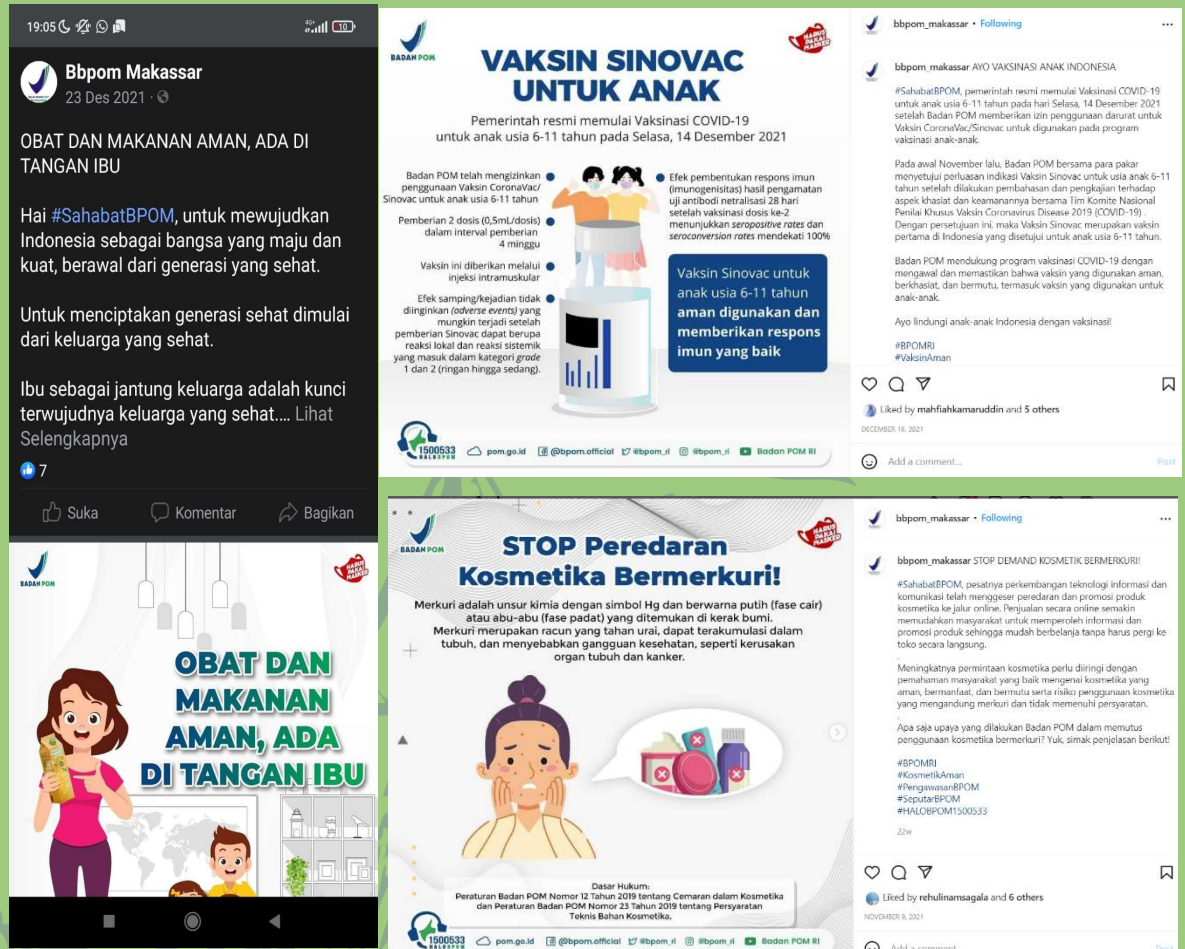 19:05
4G+
10
Bbpom Makassar
23 Des 2021 ·
OBAT DAN MAKANAN AMAN, ADA DI
TANGAN IBU
Hai #SahabatBPOM, untuk mewujudkan
Indonesia sebagai bangsa yang maju dan
kuat, berawal dari generasi yang sehat.
Untuk menciptakan generasi sehat dimulai
dari keluarga yang sehat.
Ibu sebagai jantung keluarga adalah kunci
terwujudnya keluarga yang sehat.... Lihat
Selengkapnya
7
Suka
Komentar
Bagikan
BADAN POM
HARUS
PAKAI
MASKER
OBAT DAN
MAKANAN
AMAN, ADA
DI TANGAN IBU
BADAN POM
HARUS
PAKAI
MASKER
VAKSIN SINOVAC
UNTUK ANAK
Pemerintah resmi memulai Vaksinasi COVID-19
untuk anak usia 6-11 tahun pada Selasa, 14 Desember 2021
Badan POM telah mengizinkan
penggunaan Vaksin CoronaVac/
Sinovac untuk anak usia 6-11 tahun
Pemberian 2 dosis (0,5mL/dosis)
dalam interval pemberian
4 minggu
Vaksin ini diberikan melalui
injeksi intramuskular
Efek samping/kejadian tidak
diinginkan (adverse events) yang
mungkin terjadi setelah
pemberian Sinovac dapat berupa
reaksi lokal dan reaksi sistemik
yang masuk dalam kategori grade
1 dan 2 (ringan hingga sedang).
Efek pembentukan respons imun
(imunogenisitas) hasil pengamatan
uji antibodi netralisasi 28 hari
setelah vaksinasi dosis ke-2
menunjukkan seropositive rates dan
seroconversion rates mendekati 100%
Vaksin Sinovac untuk
anak usia 6-11 tahun
aman digunakan dan
memberikan respons
imun yang baik
1500533
HALOBPOM
pom.go.id
@bpom.official
@bpom_ri
@bpom_ri
Badan POM RI
bbpom_makassar • Following
bbpom_makassar AYO VAKSINASI ANAK INDONESIA
#SahabatBPOM, pemerintah resmi memulai Vaksinasi COVID-19
untuk anak usia 6-11 tahun pada hari Selasa, 14 Desember 2021
setelah Badan POM memberikan izin penggunaan darurat untuk
Vaksin CoronaVac/Sinovac untuk digunakan pada program
vaksinasi anak-anak.
Pada awal November lalu, Badan POM bersama para pakar
menyetujui perluasan indikasi Vaksin Sinovac untuk usia anak 6-11
tahun setelah dilakukan pembahasan dan pengkajian terhadap
aspek khasiat dan keamanannya bersama Tim Komite Nasional
Penilai Khusus Vaksin Coronavirus Disease 2019 (COVID-19) .
Dengan persetujuan ini, maka Vaksin Sinovac merupakan vaksin
pertama di Indonesia yang disetujui untuk anak usia 6-11 tahun.
Badan POM mendukung program vaksinasi COVID-19 dengan
mengawal dan memastikan bahwa vaksin yang digunakan aman,
berkhasiat, dan bermutu, termasuk vaksin yang digunakan untuk
anak-anak.
Ayo lindungi anak-anak Indonesia dengan vaksinasi!
#BPOMRI
#VaksinAman
Liked by mahfiahkamaruddin and 5 others
DECEMBER 18, 2021
Add a comment...
Post
BADAN POM
HARUS
PAKAI
MASKER
STOP Peredaran
Kosmetika Bermerkuri!
Merkuri adalah unsur kimia dengan simbol Hg dan berwarna putih (fase cair)
atau abu-abu (fase padat) yang ditemukan di kerak bumi.
Merkuri merupakan racun yang tahan urai, dapat terakumulasi dalam
tubuh, dan menyebabkan gangguan kesehatan, seperti kerusakan
organ tubuh dan kanker.
Dasar Hukum:
Peraturan Badan POM Nomor 12 Tahun 2019 tentang Cemaran dalam Kosmetika
dan Peraturan Badan POM Nomor 23 Tahun 2019 tentang Persyaratan
Teknis Bahan Kosmetika.
1500533
pom.go.id
@bpom.official
@bpom_ri
@bpom_ri
Badan POM RI
bbpom_makassar • Following
bbpom_makassar STOP DEMAND KOSMETIK BERMERKURI!
#SahabatBPOM, pesatnya perkembangan teknologi informasi dan
komunikasi telah menggeser peredaran dan promosi produk
kosmetika ke jalur online. Penjualan secara online semakin
memudahkan masyarakat untuk memperoleh informasi dan
promosi produk sehingga mudah berbelanja tanpa harus pergi ke
toko secara langsung.
.
Meningkatnya permintaan kosmetika perlu diiringi dengan
pemahaman masyarakat yang baik mengenai kosmetika yang
aman, bermanfaat, dan bermutu serta risiko penggunaan kosmetika
yang mengandung merkuri dan tidak memenuhi persyaratan.
.
Apa saja upaya yang dilakukan Badan POM dalam memutus
penggunaan kosmetika bermerkuri? Yuk, simak penjelasan berikut!
#BPOMRI
#KosmetikAman
#PengawasanBPOM
#SeputarBPOM
#HALOBPOM1500533
22w
Liked by rehulinamsagala and 6 others
NOVEMBER 9, 2021
Add a comment...
Post